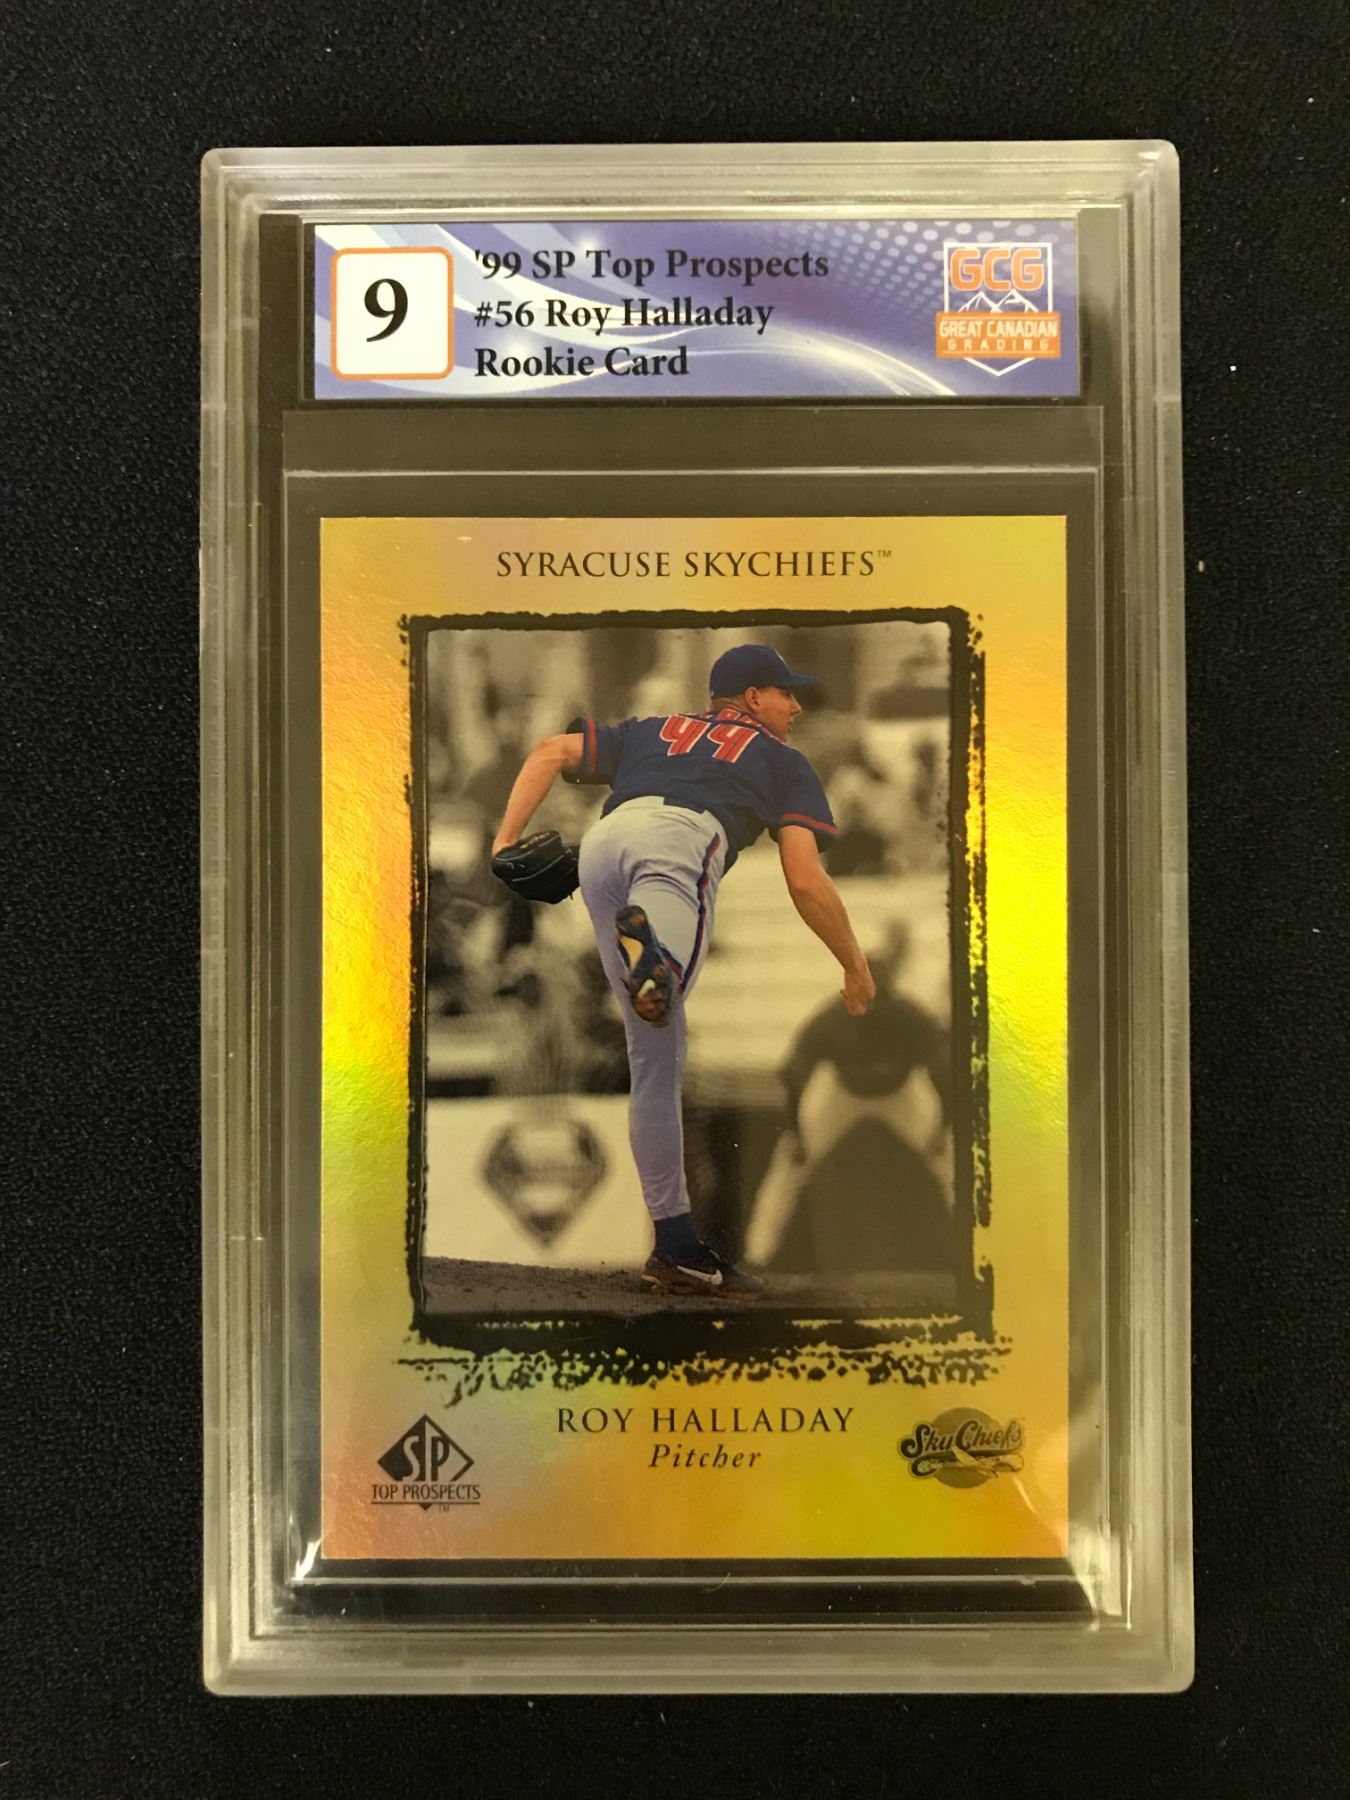 9
'99 SP Top Prospects
#56 Roy Halladay
Rookie Card
GCG
GREAT CANADIAN
GRADING
SYRACUSE SKYCHIEFS™
44
ROY HALLADAY
Pitcher
SP
TOP PROSPECTS
™
SkyChiefs